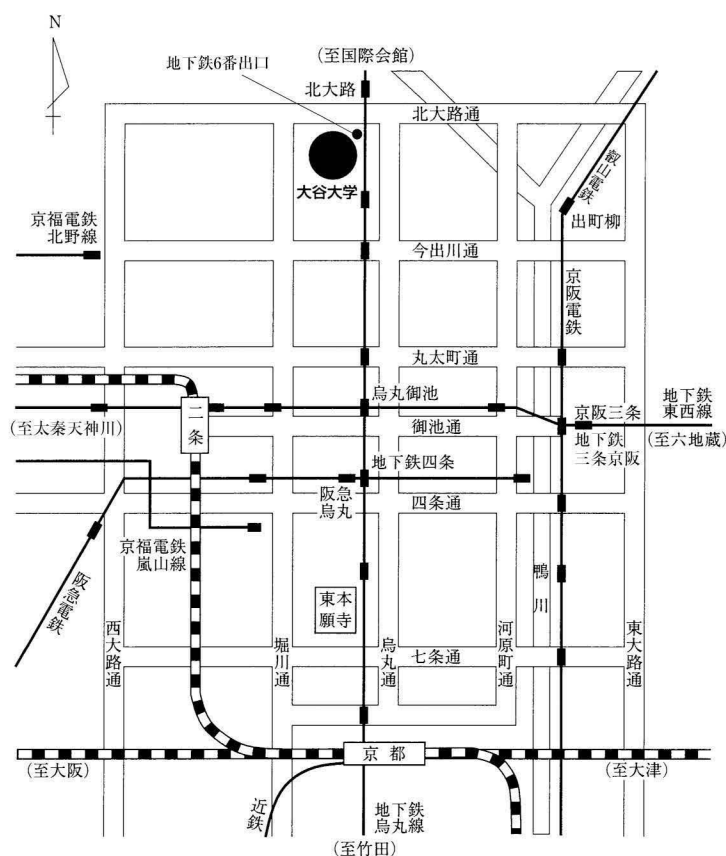 N
(至国際会館)
地下鉄6番出口
北大路
北大路通
大谷大学
叡山電鉄
出町柳
京福電鉄
北野線
今出川通
京阪電鉄
丸太町通
烏丸御池
二条
京阪三条
地下鉄
東西線
(至太秦天神川)
御池通
地下鉄
三条京阪
(至六地蔵)
地下鉄四条
阪急
烏丸
四条通
京福電鉄
嵐山線
阪急電鉄
鴨川
東本
願寺
西大路通
堀川通
烏丸通
七条通
河原町通
東大路通
京都
(至大阪)
(至大津)
近鉄
地下鉄
烏丸線
(至竹田)